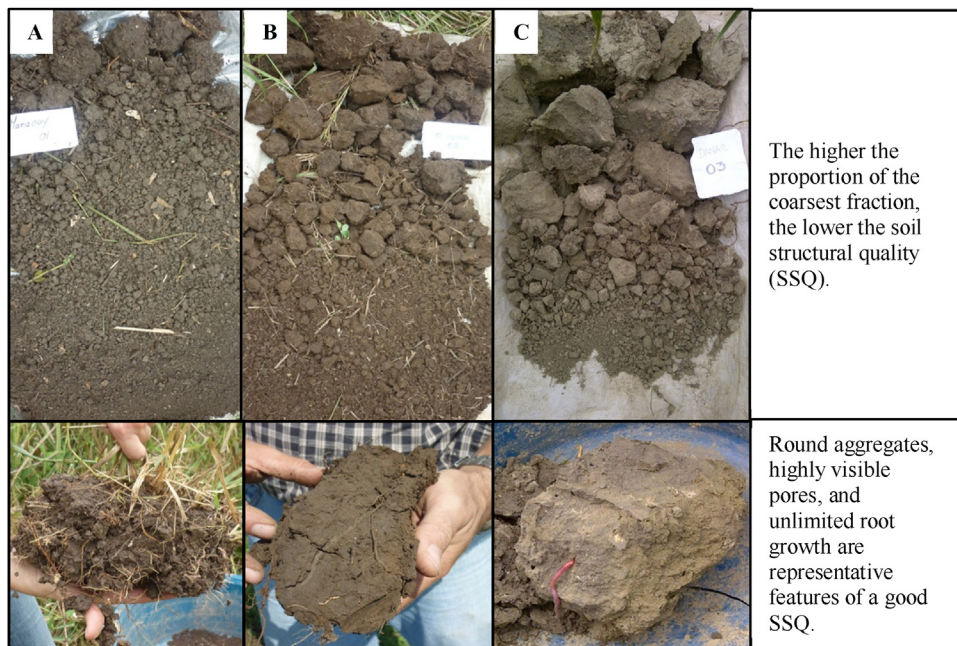 A
B
C
03
The higher the
proportion of the
coarsest fraction,
the lower the soil
structural quality
(SSQ).
Round aggregates,
highly visible
pores, and
unlimited root
growth are
representative
features of a good
SSQ.